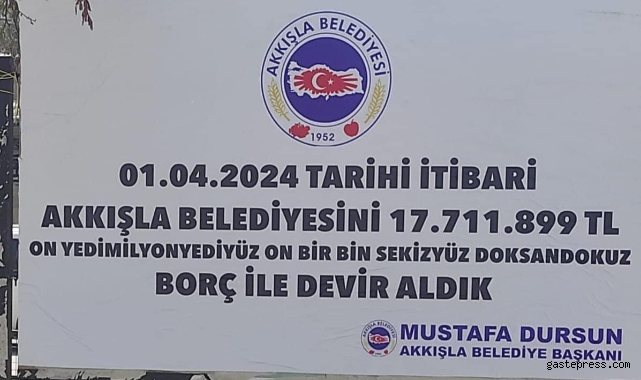 AKKIŞLA BELEDİYESİ
1952
01.04.2024 TARİHİ İTİBARİ
AKKIŞLA BELEDİYESİNİ 17.711.899 TL
ON YEDİMİLYONYEDİYÜZ ON BİR BİN SEKİZYÜZ DOKSANDOKUZ
BORÇ İLE DEVİR ALDIK
MUSTAFA DURSUN
AKKIŞLA BELEDİYE BAŞKANI
gastepress.com